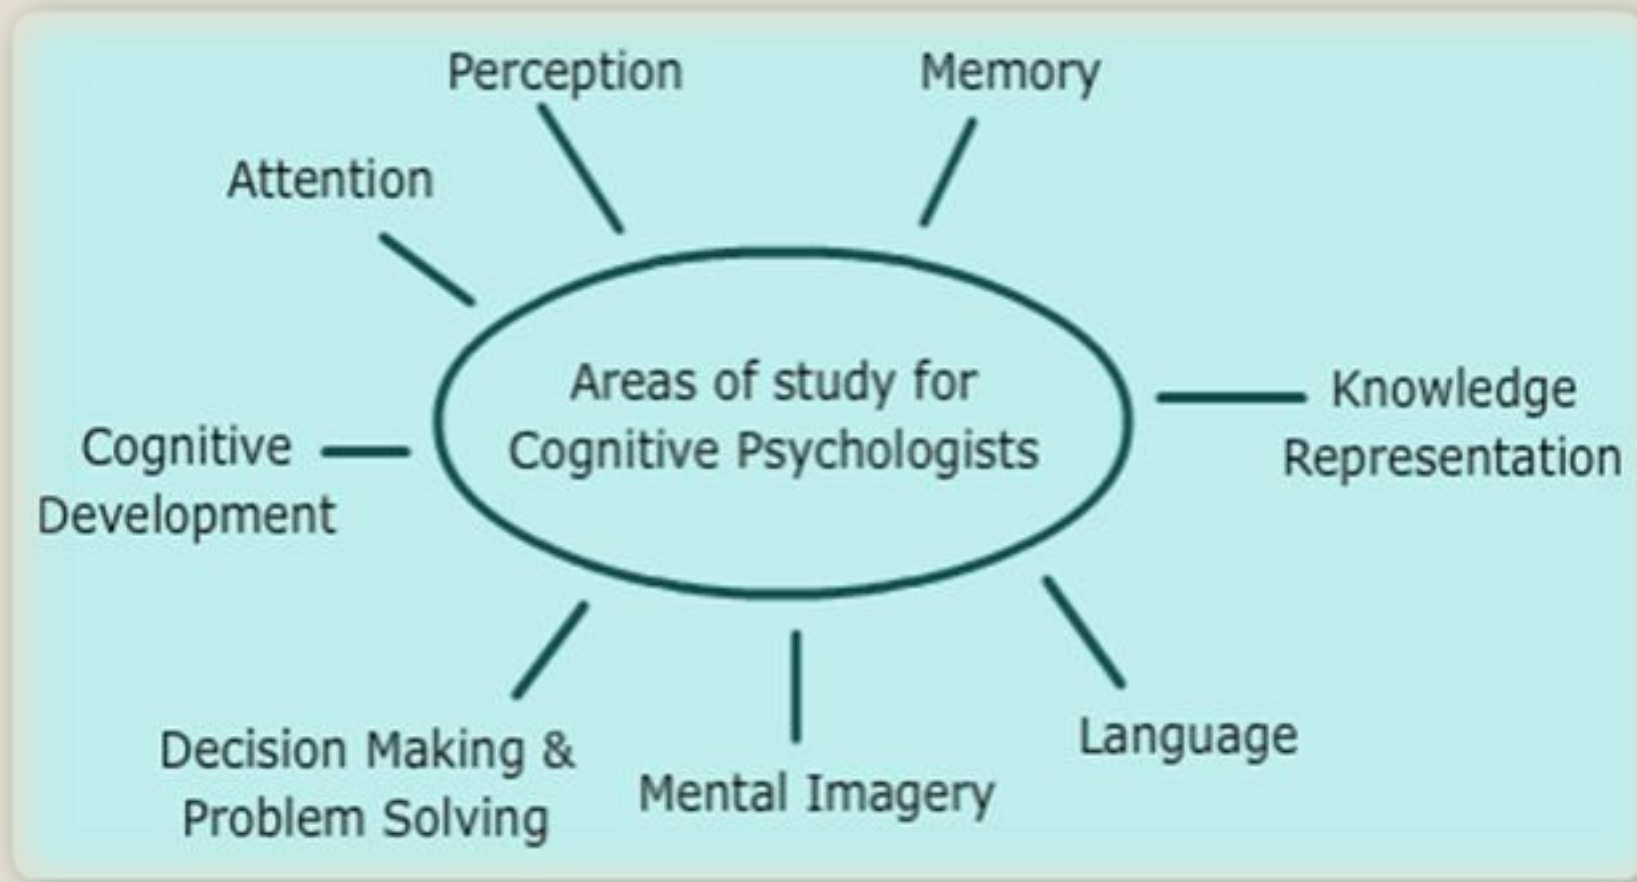 Perception
Memory
Attention
Areas of study for
Cognitive Psychologists
Knowledge
Representation
Cognitive
Development
Decision Making &
Problem Solving
Mental Imagery
Language